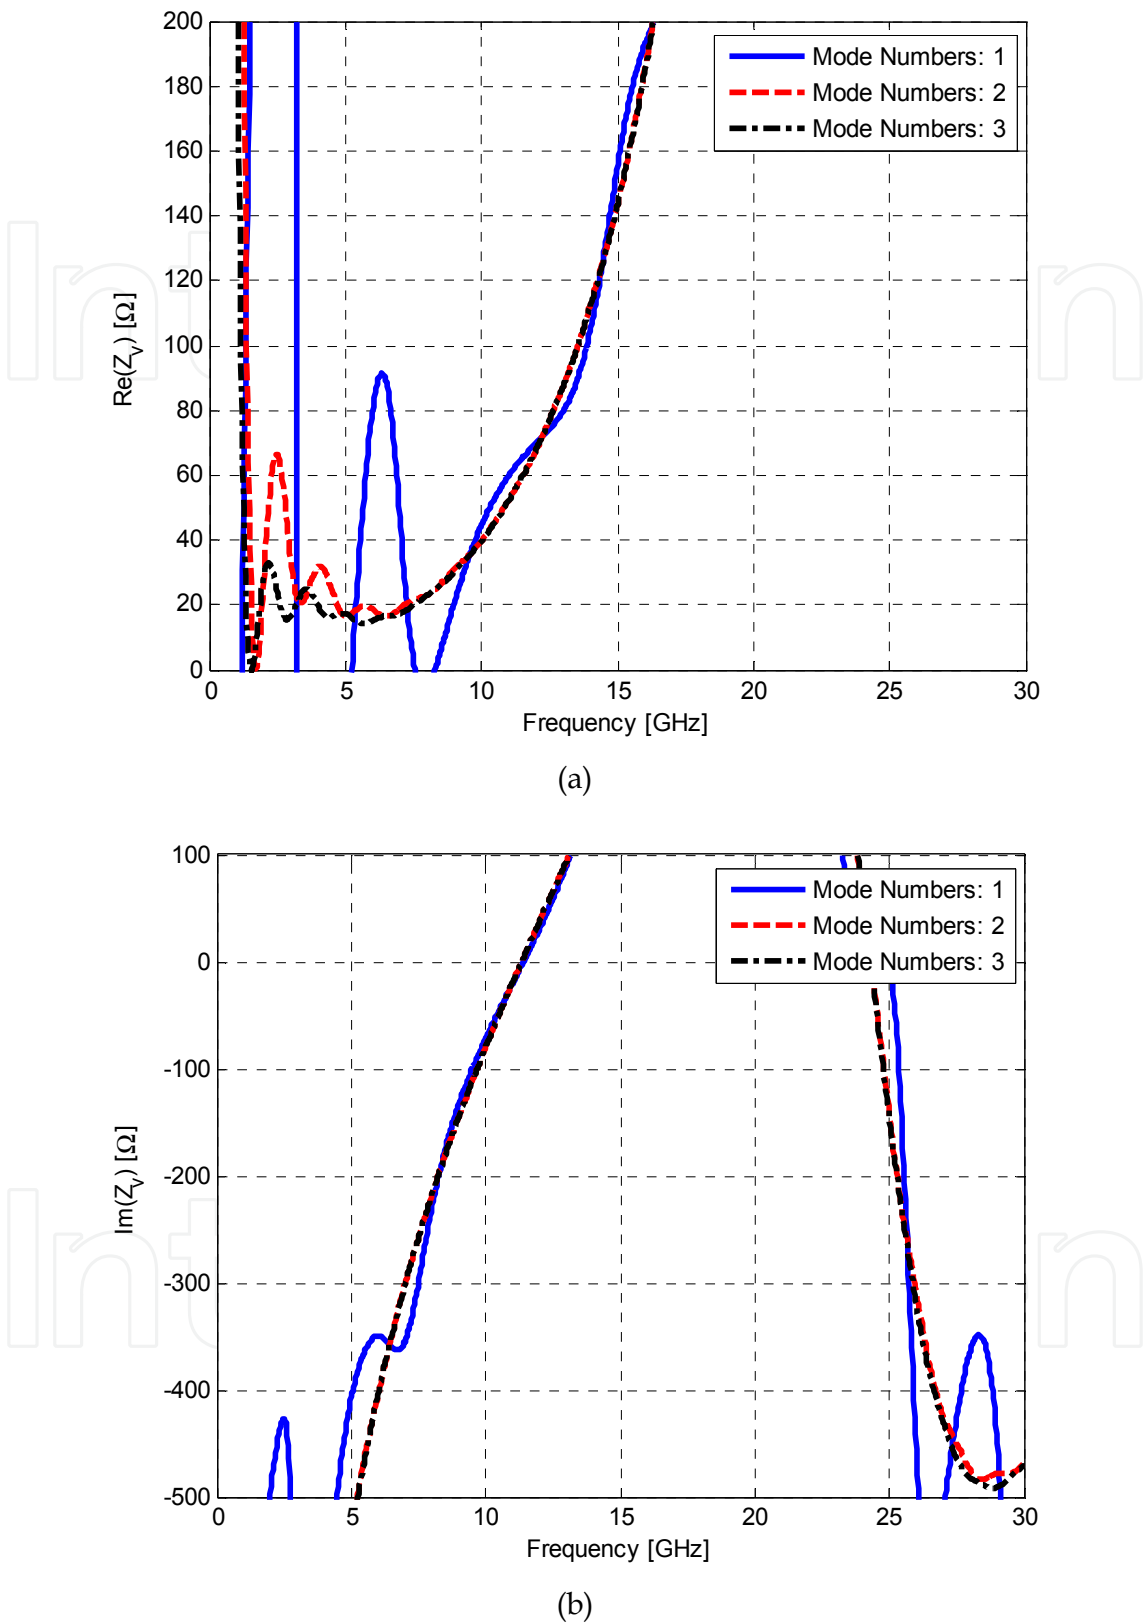 200
180
160
140
120
100
80
60
40
20
0
Re(Z_V) [Ω]
Mode Numbers: 1
Mode Numbers: 2
Mode Numbers: 3
0 5 10 15 20 25 30
Frequency [GHz]
(a)
100
0
-100
-200
-300
-400
-500
Im(Z_V) [Ω]
Mode Numbers: 1
Mode Numbers: 2
Mode Numbers: 3
0 5 10 15 20 25 30
Frequency [GHz]
(b)